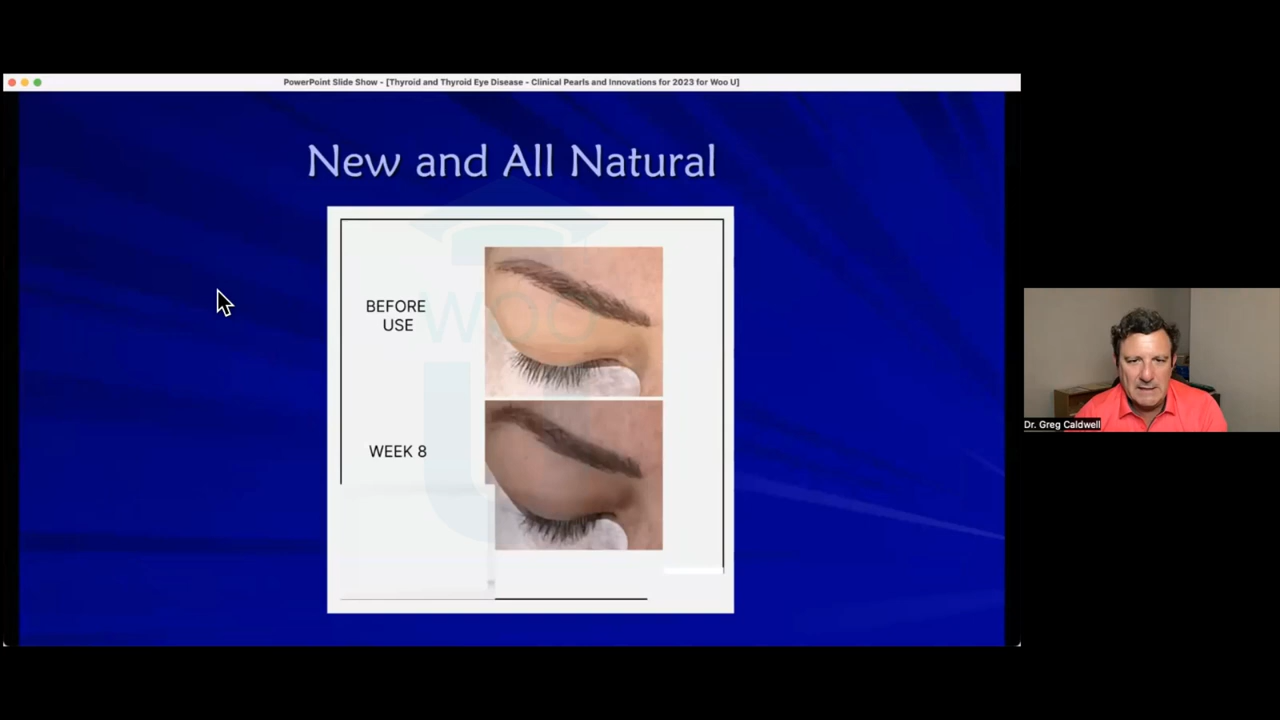 PowerPoint Slide Show - [Thyroid and Thyroid Eye Disease - Clinical Pearls and Innovations for 2023 for Woo U]
New and All Natural
WOO
U
BEFORE
USE
WEEK 8
Dr. Greg Caldwell